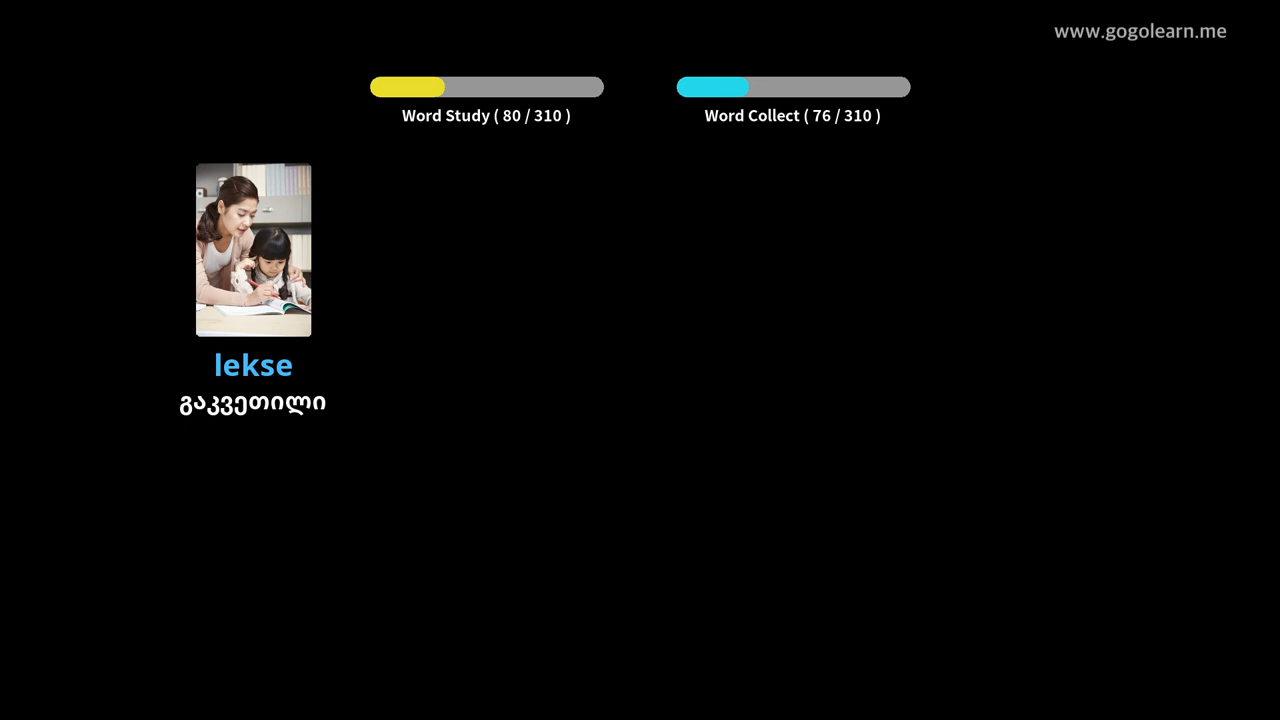 www.gogolearn.me
Word Study ( 80 / 310 )
Word Collect ( 76 / 310 )
lekse
გაკვეთილი